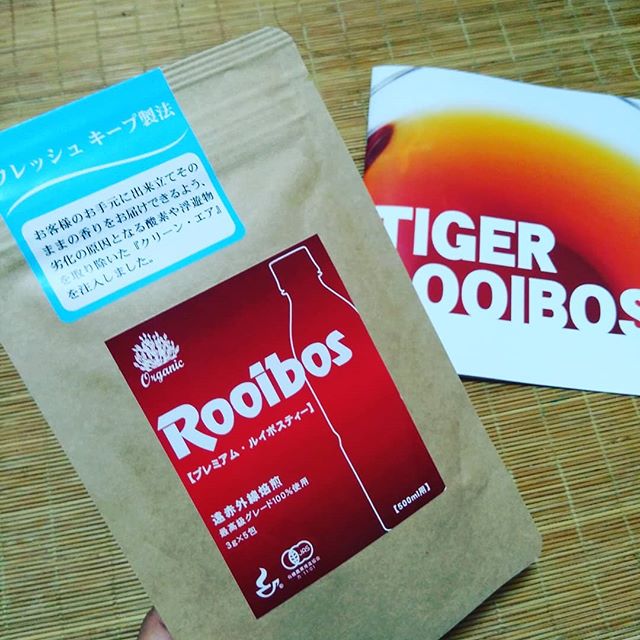 フレッシュ キープ製法
お客様のお手元に出来立てその
ままの香りをお届けできるよう、
劣化の原因となる酸素や浮遊物
を取り除いた『クリーン・エア』
を注入しました。
Organic
Rooibos
【プレミアム・ルイボスティー】
遠赤外線焙煎
最高級グレード100%使用
3g×5包
【500ml用】
JAS
TIGER
ROOIBOS